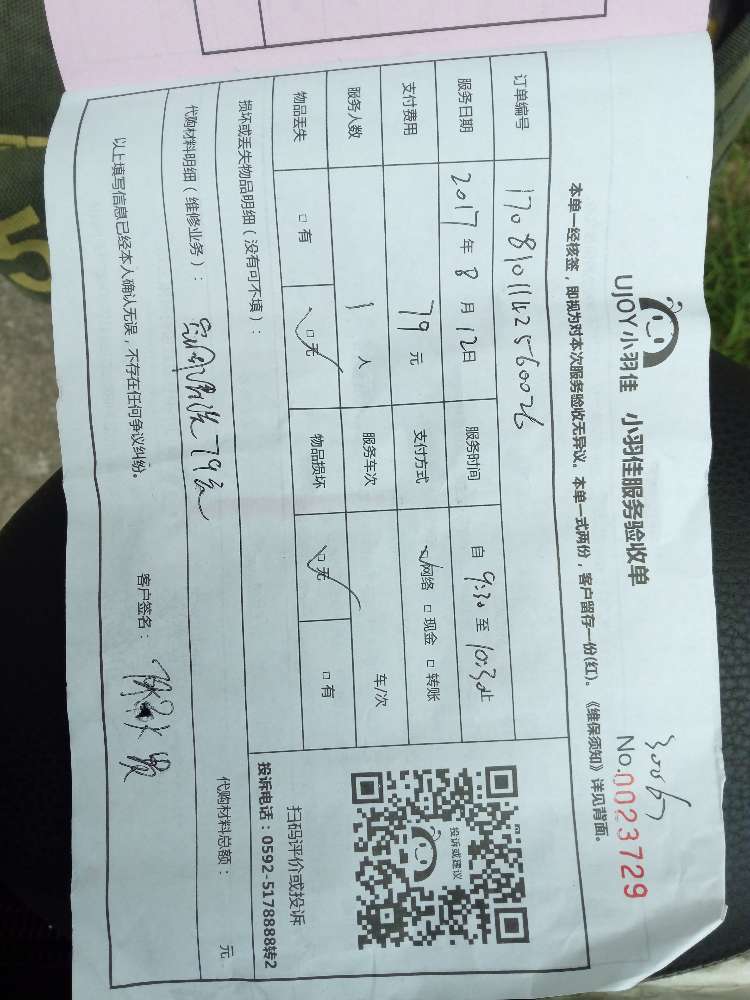 UJOY小羽佳 小羽佳服务验收单
No.0023729
本单一经核签，即视为对本次服务验收无异议。本单一式两份，客户留存一份(红)。《维保须知》详见背面。
订单编号 1708101142560026
服务日期 2017年8月12日 服务时间 自9:30至10:30止
支付费用 79元 支付方式 ☑网络 □现金 □转账
服务人数 1人 服务车次 车/次
物品丢失 □有 ☑无 物品损坏 ☑无 □有
投诉或建议
扫码评价或投诉
投诉电话：0592-5178888转2
损坏或丢失物品明细（没有可不填）：
代购材料明细（维修业务）： 79元
代购材料总额： 元
以上填写信息已经本人确认无误，不存在任何争议纠纷。
客户签名：